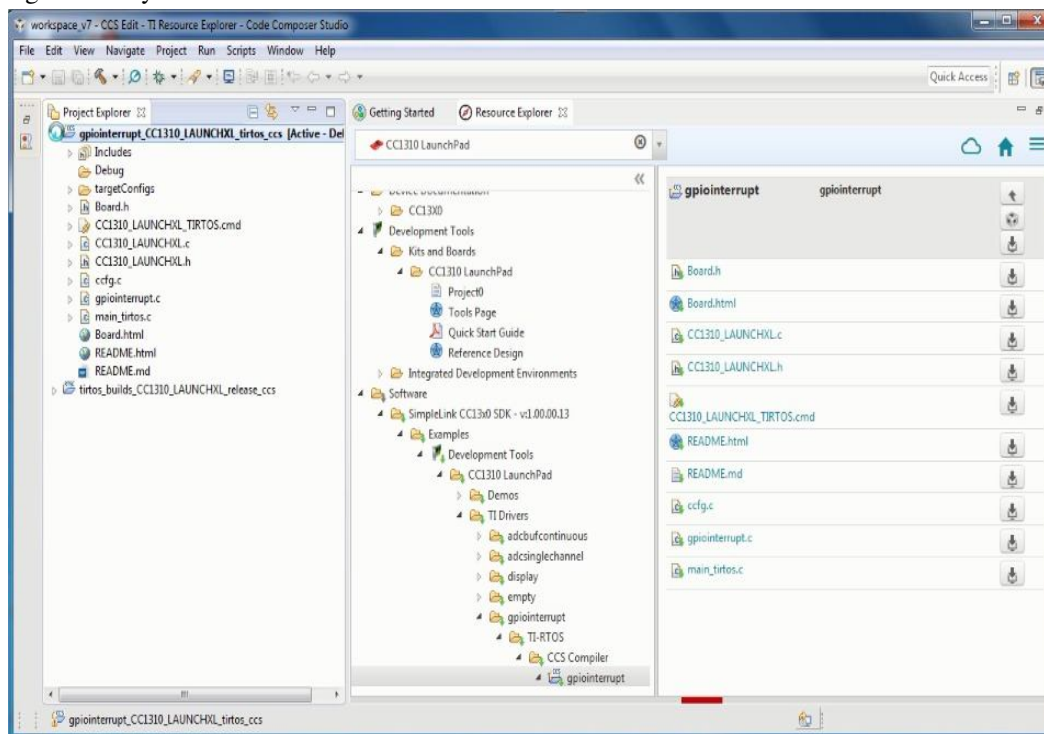 workspace_v7 - CCS Edit - TI Resource Explorer - Code Composer Studio
File Edit View Navigate Project Run Scripts Window Help
Quick Access
Project Explorer
gpiointerrupt_CC1310_LAUNCHXL_tirtos_ccs [Active - Del
Includes
Debug
targetConfigs
Board.h
CC1310_LAUNCHXL_TIRTOS.cmd
CC1310_LAUNCHXL.c
CC1310_LAUNCHXL.h
ccfg.c
gpiointerrupt.c
main_tirtos.c
Board.html
README.html
README.md
tirtos_builds_CC1310_LAUNCHXL_release_ccs
Getting Started Resource Explorer
CC1310 LaunchPad
Device Documentation
CC13X0
Development Tools
Kits and Boards
CC1310 LaunchPad
Project0
Tools Page
Quick Start Guide
Reference Design
Integrated Development Environments
Software
SimpleLink CC13x0 SDK - v:1.00.00.13
Examples
Development Tools
CC1310 LaunchPad
Demos
TI Drivers
adcbufcontinuous
adcsinglechannel
display
empty
gpiointerrupt
TI-RTOS
CCS Compiler
gpiointerrupt
gpiointerrupt gpiointerrupt
Board.h
Board.html
CC1310_LAUNCHXL.c
CC1310_LAUNCHXL.h
CC1310_LAUNCHXL_TIRTOS.cmd
README.html
README.md
ccfg.c
gpiointerrupt.c
main_tirtos.c
gpiointerrupt_CC1310_LAUNCHXL_tirtos_ccs